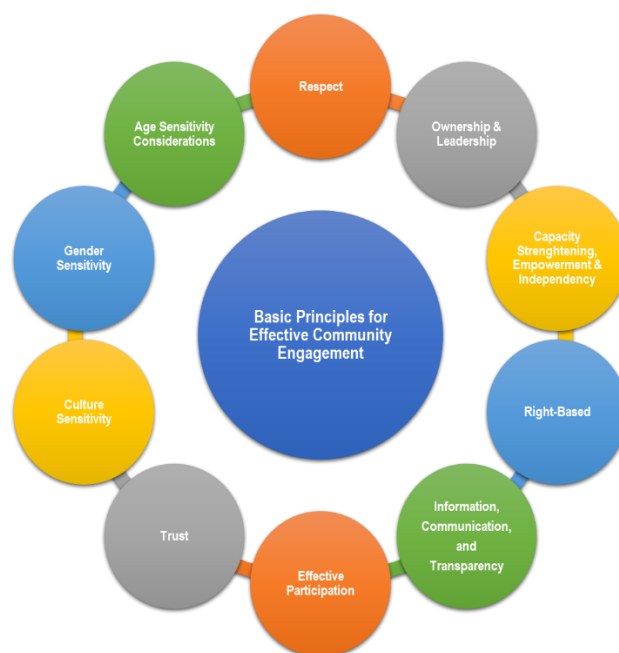 Respect
Ownership &
Leadership
Capacity
Strenghtening,
Empowerment &
Independency
Right-Based
Information,
Communication,
and
Transparency
Effective
Participation
Trust
Culture
Sensitivity
Gender
Sensitivity
Age Sensitivity
Considerations
Basic Principles for
Effective Community
Engagement